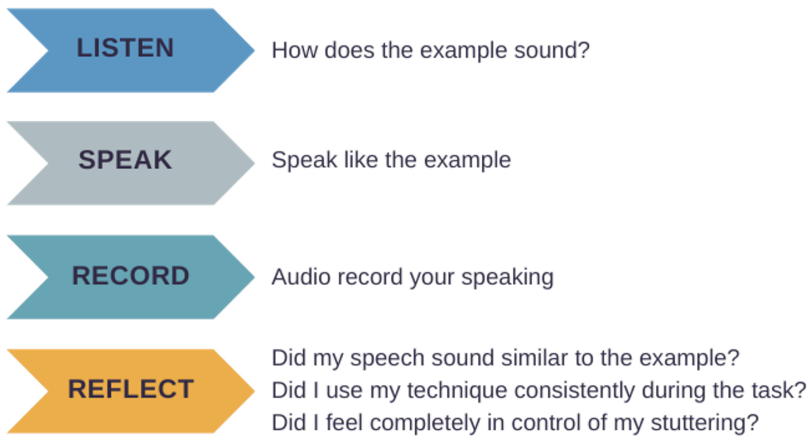 LISTEN
How does the example sound?
SPEAK
Speak like the example
RECORD
Audio record your speaking
REFLECT
Did my speech sound similar to the example?
Did I use my technique consistently during the task?
Did I feel completely in control of my stuttering?